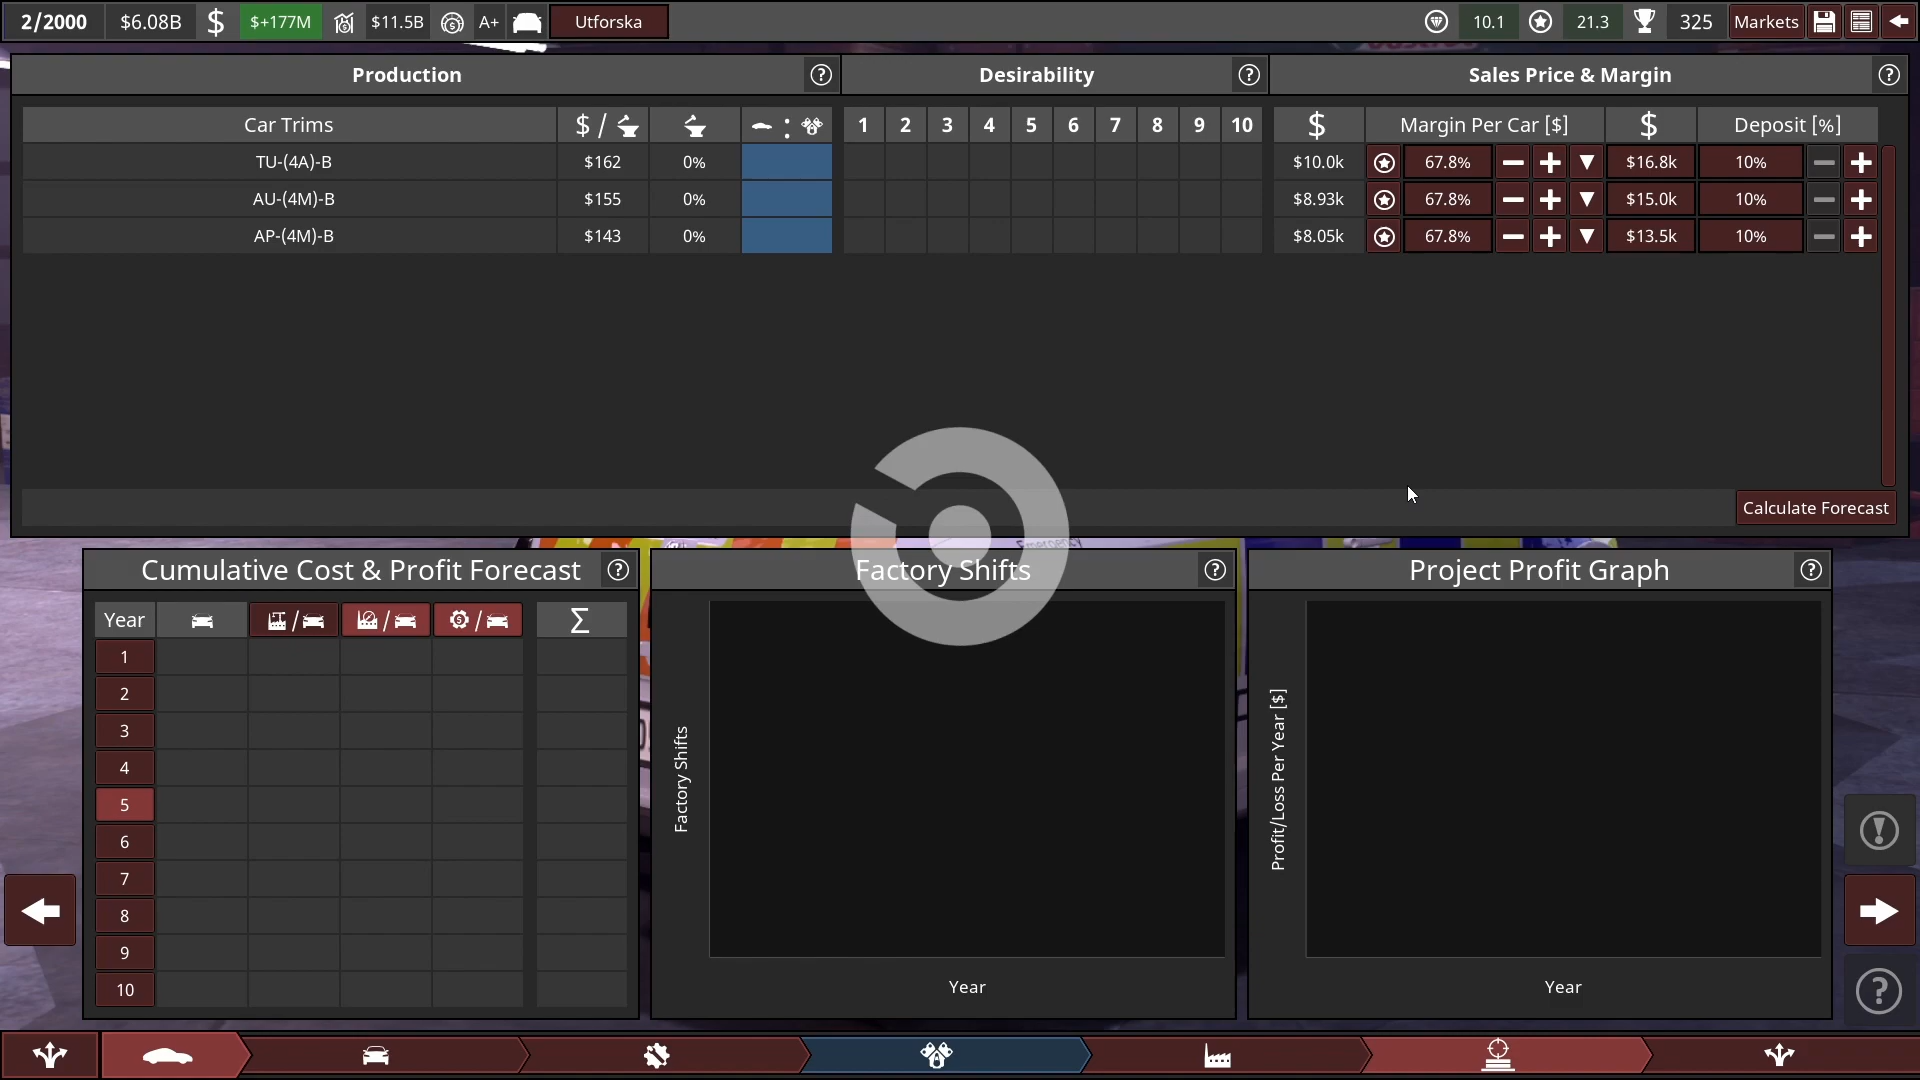 2/2000 $6.08B $ $+177M $11.5B A+ Utforska 10.1 21.3 325 Markets
Production ? Desirability ? Sales Price & Margin ?
Car Trims $ / : 1 2 3 4 5 6 7 8 9 10 $ Margin Per Car [$] $ Deposit [%]
TU-(4A)-B $162 0% $10.0k 67.8% $16.8k 10%
AU-(4M)-B $155 0% $8.93k 67.8% $15.0k 10%
AP-(4M)-B $143 0% $8.05k 67.8% $13.5k 10%
Calculate Forecast
Cumulative Cost & Profit Forecast ?
Year / / / Σ
1
2
3
4
5
6
7
8
9
10
Factory Shifts ?
Factory Shifts
Year
Project Profit Graph ?
Profit/Loss Per Year [$]
Year
?